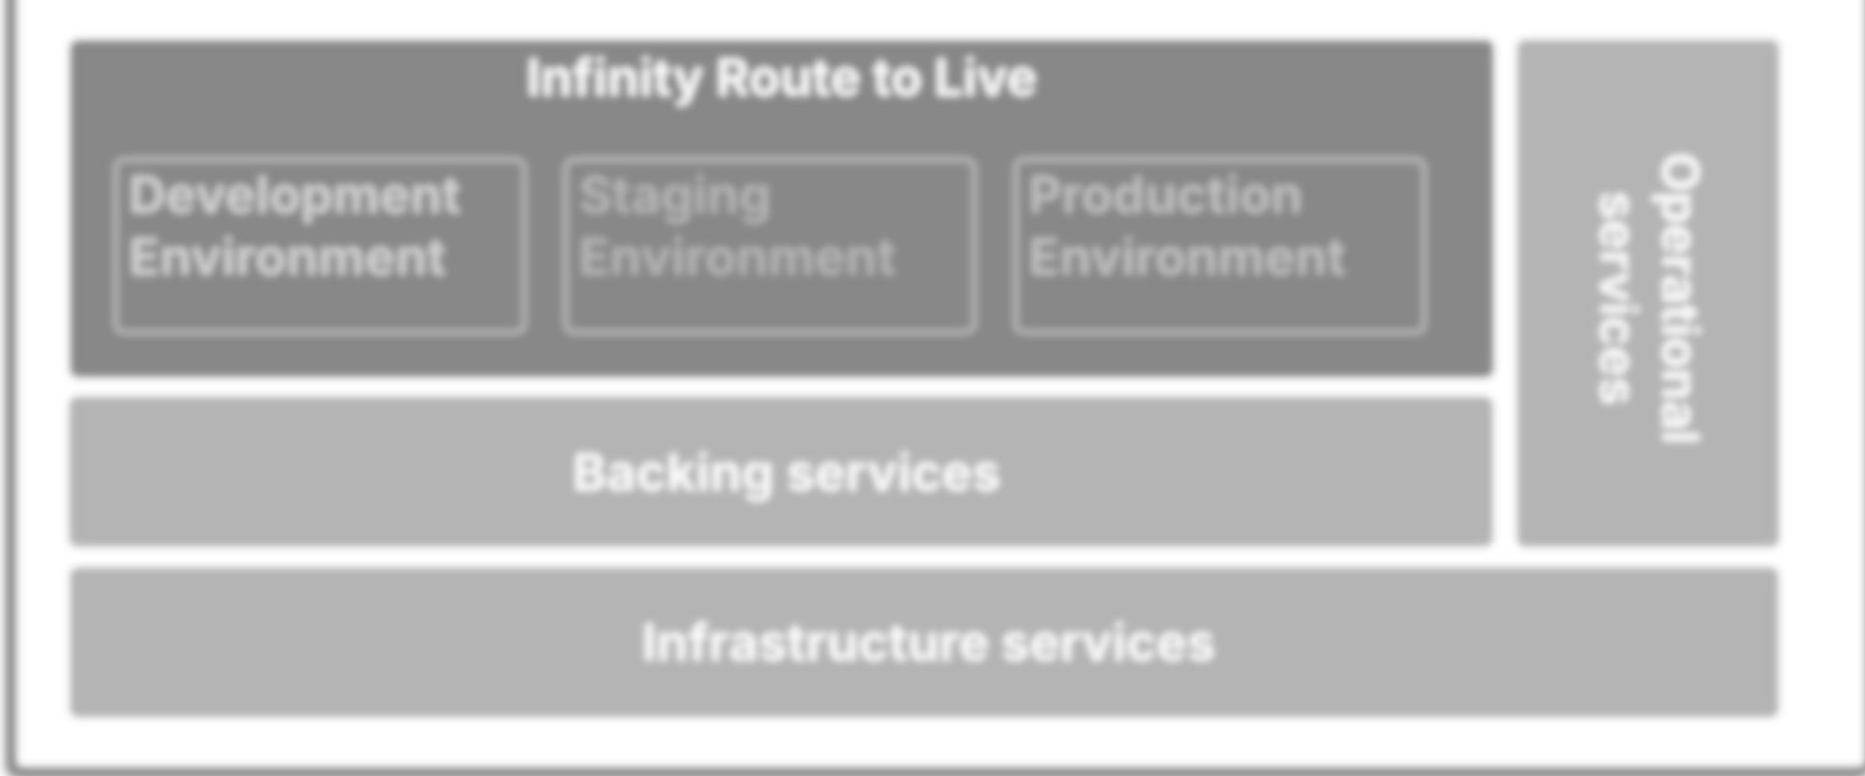 Infinity Route to Live
Development
Environment
Staging
Environment
Production
Environment
Operational
services
Backing services
Infrastructure services